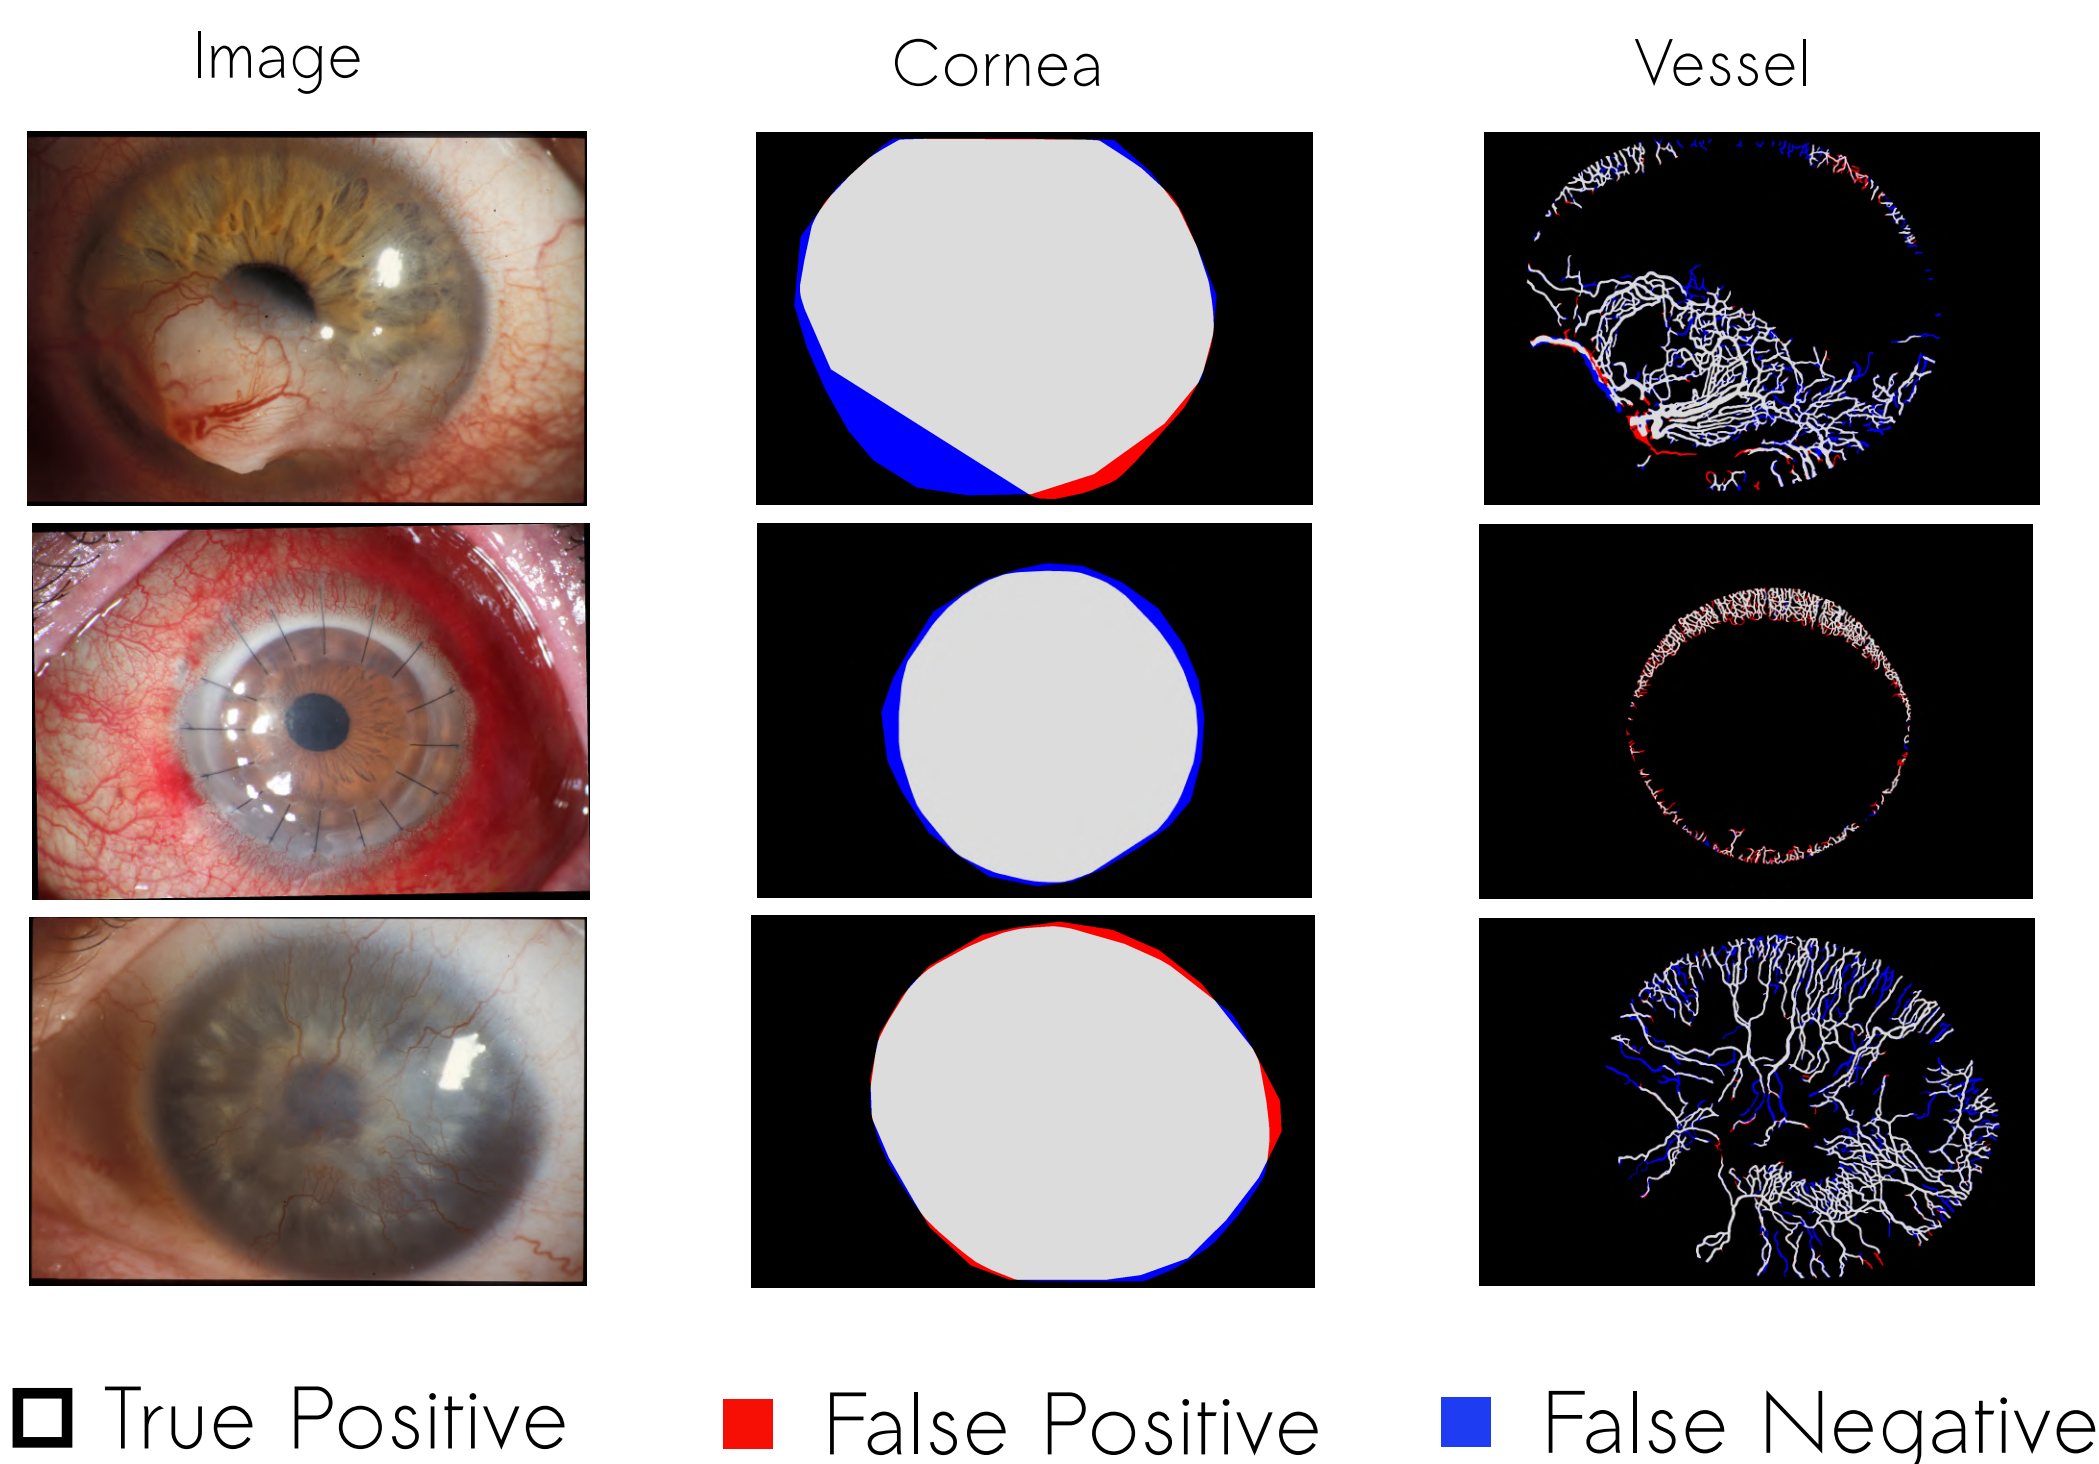 Image
Cornea
Vessel
True Positive
False Positive
False Negative